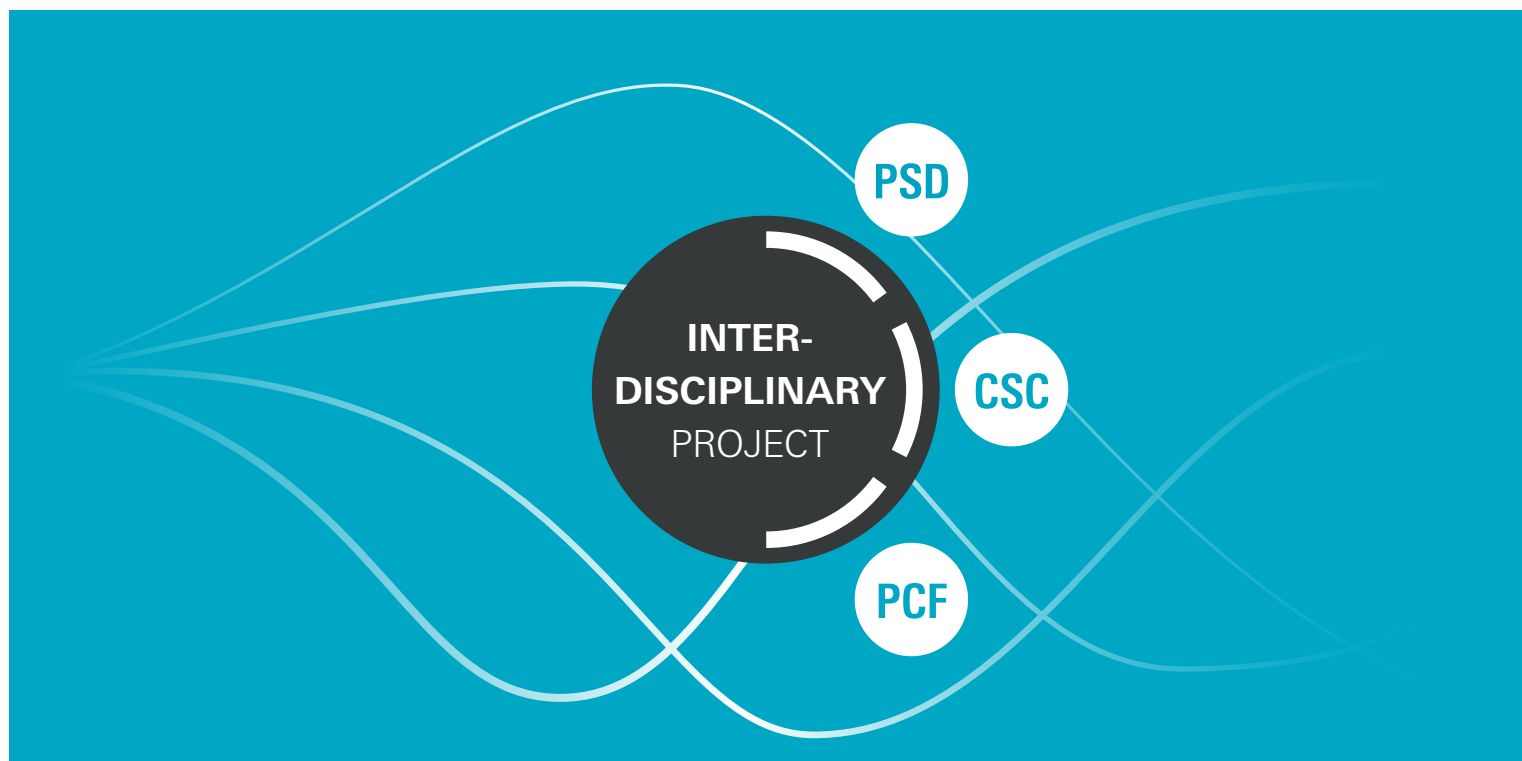 INTER-
DISCIPLINARY
PROJECT
PSD
CSC
PCF